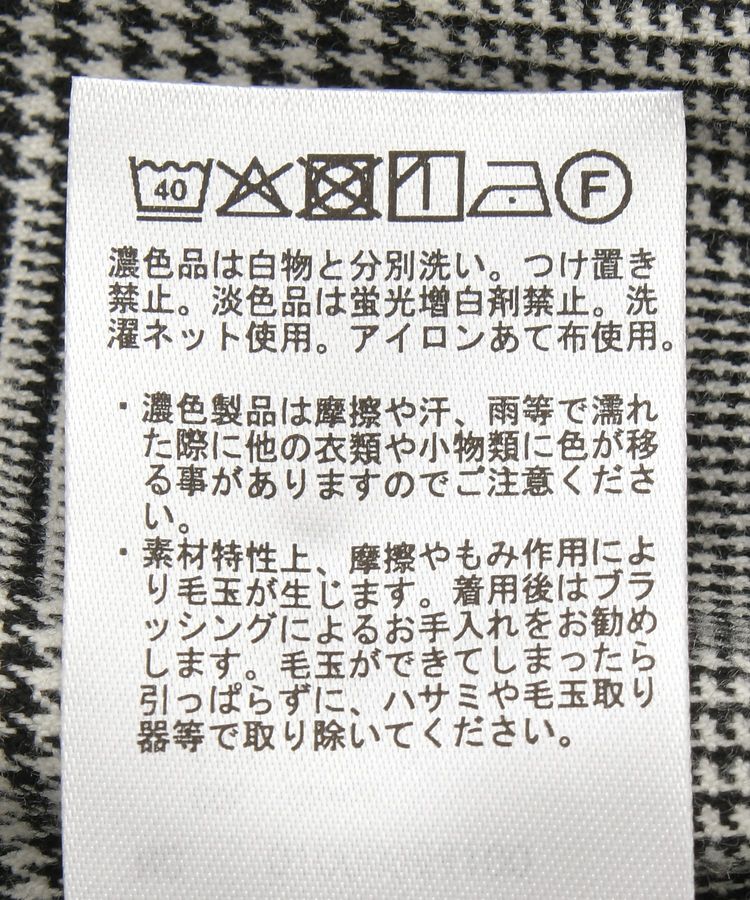 40
F
濃色品は白物と分別洗い。つけ置き
禁止。淡色品は蛍光増白剤禁止。洗
濯ネット使用。アイロンあて布使用。
・濃色製品は摩擦や汗、雨等で濡れ
た際に他の衣類や小物類に色が移
る事がありますのでご注意くださ
い。
・素材特性上、摩擦やもみ作用によ
り毛玉が生じます。着用後はブラ
ッシングによるお手入れをお勧め
します。毛玉ができてしまったら
引っぱらずに、ハサミや毛玉取り
器等で取り除いてください。